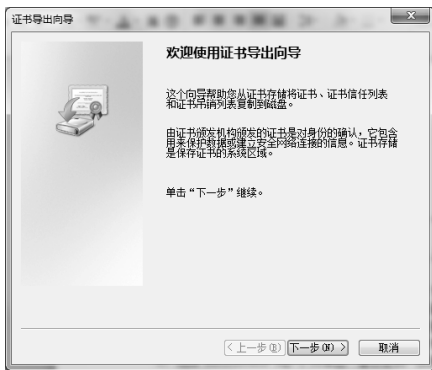 证书导出向导
欢迎使用证书导出向导
这个向导帮助您从证书存储将证书、证书信任列表
和证书吊销列表复制到磁盘。
由证书颁发机构颁发的证书是对身份的确认，它包含
用来保护数据或建立安全网络连接的信息。证书存储
是保存证书的系统区域。
单击“下一步”继续。
<上一步(B) 下一步(N) > 取消